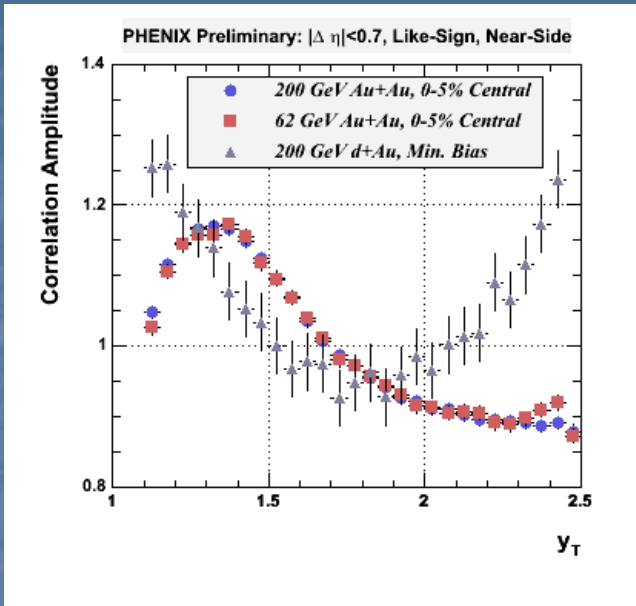 PHENIX Preliminary: |Δ η|<0.7, Like-Sign, Near-Side
1.4
200 GeV Au+Au, 0-5% Central
62 GeV Au+Au, 0-5% Central
200 GeV d+Au, Min. Bias
Correlation Amplitude
1.2
1
0.8
1 1.5 2 2.5
y_T